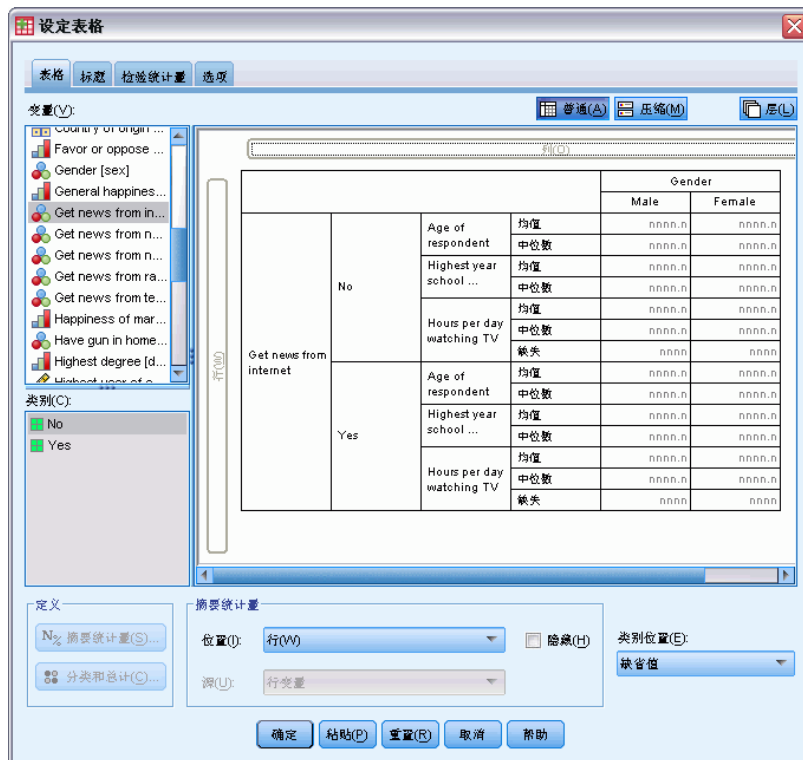 设定表格
表格 标题 检验统计量 选项
变量(V):
普通(A) 压缩(M) 层(L)
Country of origin ...
Favor or oppose ...
Gender [sex]
General happines...
Get news from in...
Get news from n...
Get news from n...
Get news from ra...
Get news from te...
Happiness of mar...
Have gun in home...
Highest degree [d...
类别(C):
No
Yes
列(O)
行(W)
Gender
Male Female
Get news from internet
No
Age of respondent
均值 nnnn.n nnnn.n
中位数 nnnn.n nnnn.n
Highest year school ...
均值 nnnn.n nnnn.n
中位数 nnnn.n nnnn.n
Hours per day watching TV
均值 nnnn.n nnnn.n
中位数 nnnn.n nnnn.n
缺失 nnnn nnnn
Yes
Age of respondent
均值 nnnn.n nnnn.n
中位数 nnnn.n nnnn.n
Highest year school ...
均值 nnnn.n nnnn.n
中位数 nnnn.n nnnn.n
Hours per day watching TV
均值 nnnn.n nnnn.n
中位数 nnnn.n nnnn.n
缺失 nnnn nnnn
定义
N% 摘要统计量(S)...
分类和总计(C)...
摘要统计量
位置(I): 行(W) 隐藏(H)
源(U): 行变量
类别位置(E):
缺省值
确定 粘贴(P) 重置(R) 取消 帮助